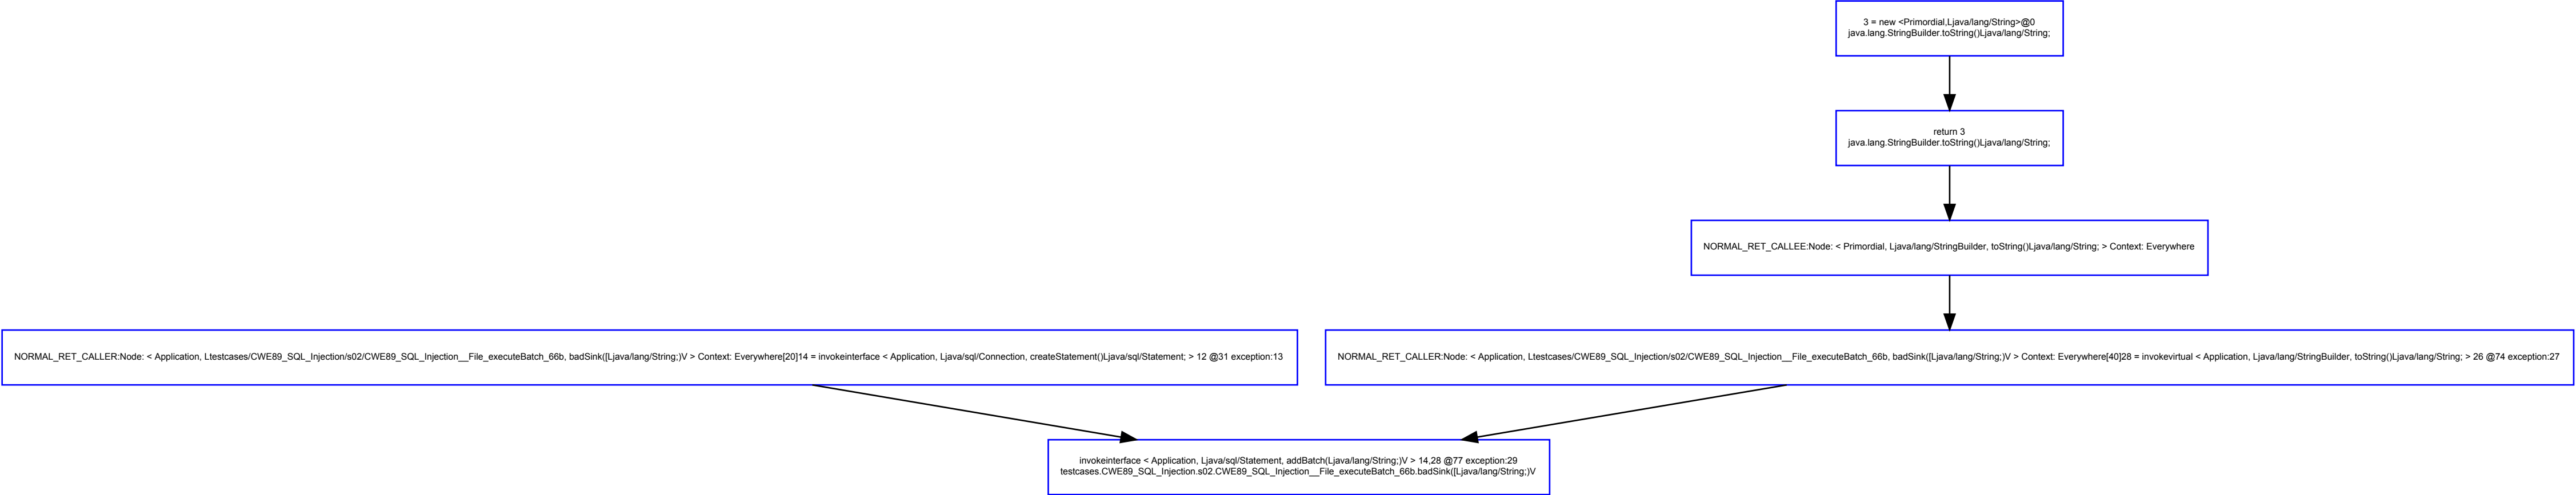 3 = new <Primordial,Ljava/lang/String>@0
java.lang.StringBuilder.toString()Ljava/lang/String;
return 3
java.lang.StringBuilder.toString()Ljava/lang/String;
NORMAL_RET_CALLEE:Node: < Primordial, Ljava/lang/StringBuilder, toString()Ljava/lang/String; > Context: Everywhere
NORMAL_RET_CALLER:Node: < Application, Ltestcases/CWE89_SQL_Injection/s02/CWE89_SQL_Injection__File_executeBatch_66b, badSink([Ljava/lang/String;)V > Context: Everywhere[20]14 = invokeinterface < Application, Ljava/sql/Connection, createStatement()Ljava/sql/Statement; > 12 @31 exception:13
NORMAL_RET_CALLER:Node: < Application, Ltestcases/CWE89_SQL_Injection/s02/CWE89_SQL_Injection__File_executeBatch_66b, badSink([Ljava/lang/String;)V > Context: Everywhere[40]28 = invokevirtual < Application, Ljava/lang/StringBuilder, toString()Ljava/lang/String; > 26 @74 exception:27
invokeinterface < Application, Ljava/sql/Statement, addBatch(Ljava/lang/String;)V > 14,28 @77 exception:29
testcases.CWE89_SQL_Injection.s02.CWE89_SQL_Injection__File_executeBatch_66b.badSink([Ljava/lang/String;)V